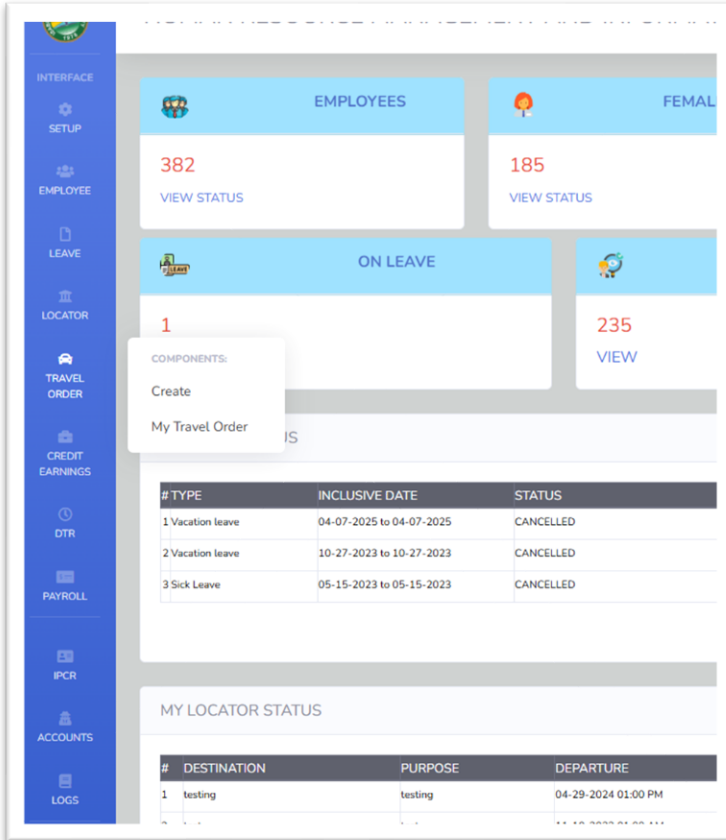 INTERFACE
SETUP
EMPLOYEE
LEAVE
LOCATOR
TRAVEL
ORDER
CREDIT
EARNINGS
DTR
PAYROLL
IPCR
ACCOUNTS
LOGS
EMPLOYEES
382
VIEW STATUS
FEMAL
185
VIEW STATUS
ON LEAVE
1
235
VIEW
COMPONENTS:
Create
My Travel Order
US
# TYPE INCLUSIVE DATE STATUS
1 Vacation leave 04-07-2025 to 04-07-2025 CANCELLED
2 Vacation leave 10-27-2023 to 10-27-2023 CANCELLED
3 Sick Leave 05-15-2023 to 05-15-2023 CANCELLED
MY LOCATOR STATUS
# DESTINATION PURPOSE DEPARTURE
1 testing testing 04-29-2024 01:00 PM